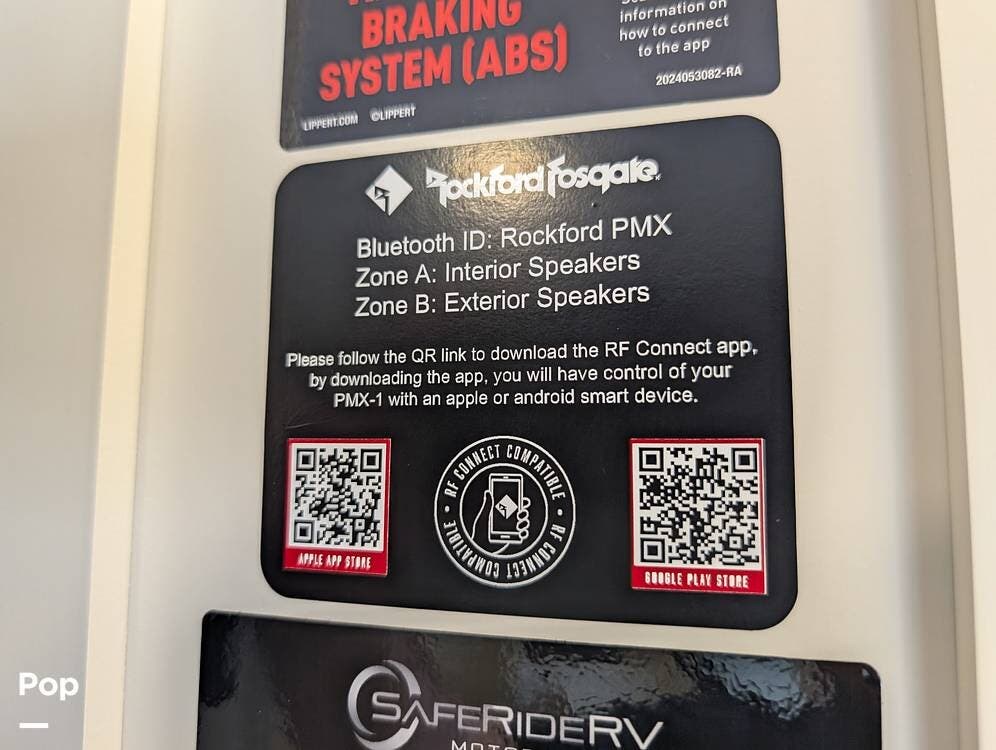 BRAKING
SYSTEM (ABS)
information on
how to connect
to the app
2024053082-RA
LIPPERT.COM ©LIPPERT
Rockford Fosgate
Bluetooth ID: Rockford PMX
Zone A: Interior Speakers
Zone B: Exterior Speakers
Please follow the QR link to download the RF Connect app,
by downloading the app, you will have control of your
PMX-1 with an apple or android smart device.
RF CONNECT COMPATIBLE • RF CONNECT COMPATIBLE •
APPLE APP STORE
GOOGLE PLAY STORE
SAFERIDERV
Pop